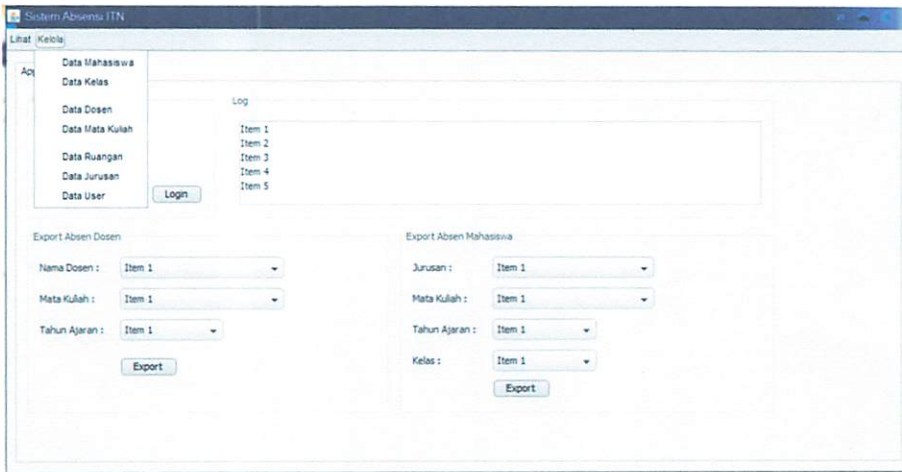 Sistem Absensi ITN
Lihat Kelola
Data Mahasiswa
Data Kelas
Data Dosen
Data Mata Kuliah
Data Ruangan
Data Jurusan
Data User
App
Login
Log
Item 1
Item 2
Item 3
Item 4
Item 5
Export Absen Dosen
Nama Dosen : Item 1
Mata Kuliah : Item 1
Tahun Ajaran : Item 1
Export
Export Absen Mahasiswa
Jurusan : Item 1
Mata Kuliah : Item 1
Tahun Ajaran : Item 1
Kelas : Item 1
Export